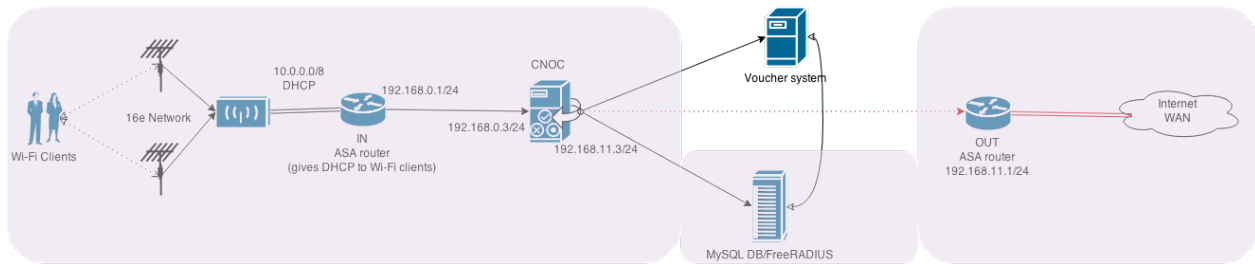 Wi-Fi Clients
16e Network
10.0.0.0/8
DHCP
192.168.0.1/24
IN
ASA router
(gives DHCP to Wi-Fi clients)
CNOC
192.168.0.3/24
192.168.11.3/24
Voucher system
MySQL DB/FreeRADIUS
OUT
ASA router
192.168.11.1/24
Internet
WAN